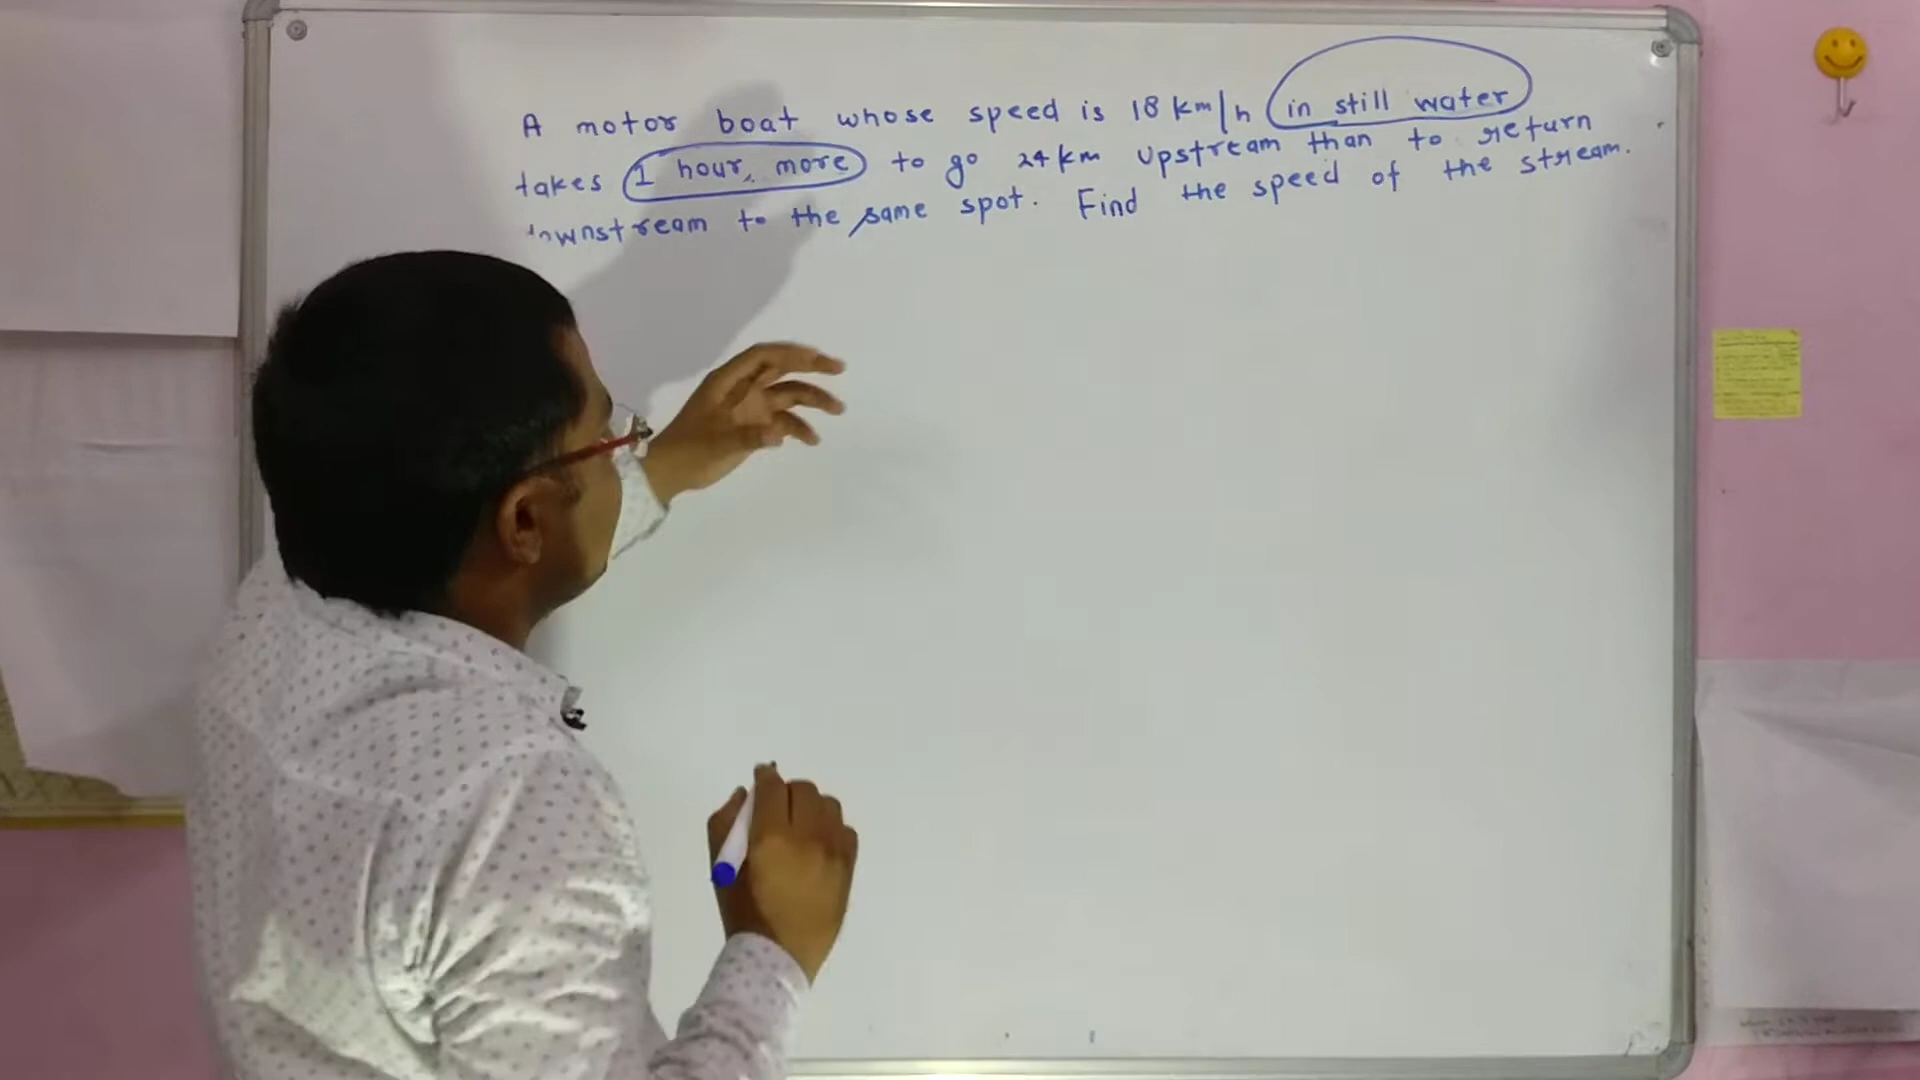 A motor boat whose speed is 18 km/h in still water
takes 1 hour, more to go 24 km upstream than to return
downstream to the same spot. Find the speed of the stream.